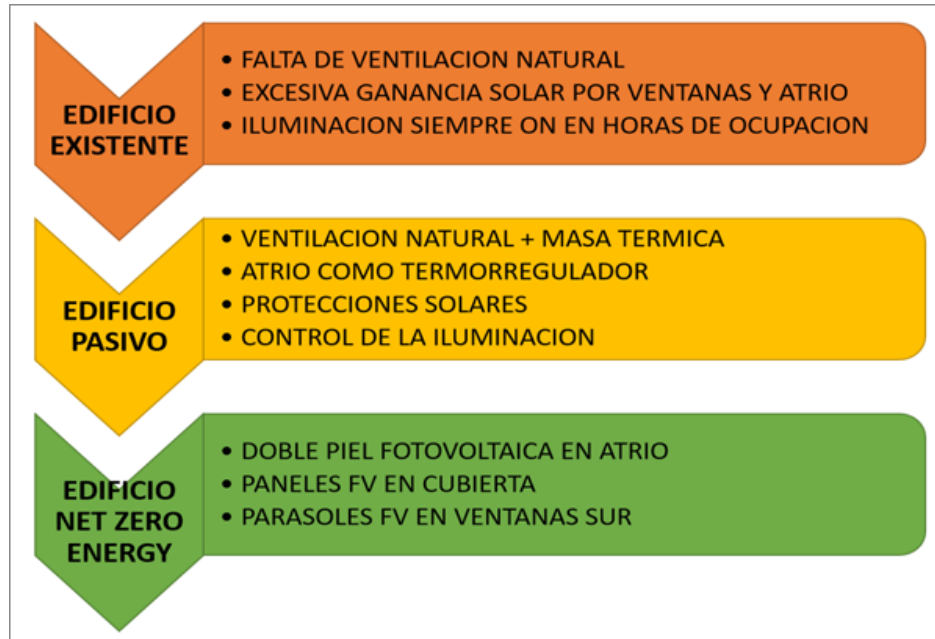 EDIFICIO
EXISTENTE
• FALTA DE VENTILACION NATURAL
• EXCESIVA GANANCIA SOLAR POR VENTANAS Y ATRIO
• ILUMINACION SIEMPRE ON EN HORAS DE OCUPACION
EDIFICIO
PASIVO
• VENTILACION NATURAL + MASA TERMICA
• ATRIO COMO TERMORREGULADOR
• PROTECCIONES SOLARES
• CONTROL DE LA ILUMINACION
EDIFICIO
NET ZERO
ENERGY
• DOBLE PIEL FOTOVOLTAICA EN ATRIO
• PANELES FV EN CUBIERTA
• PARASOLES FV EN VENTANAS SUR